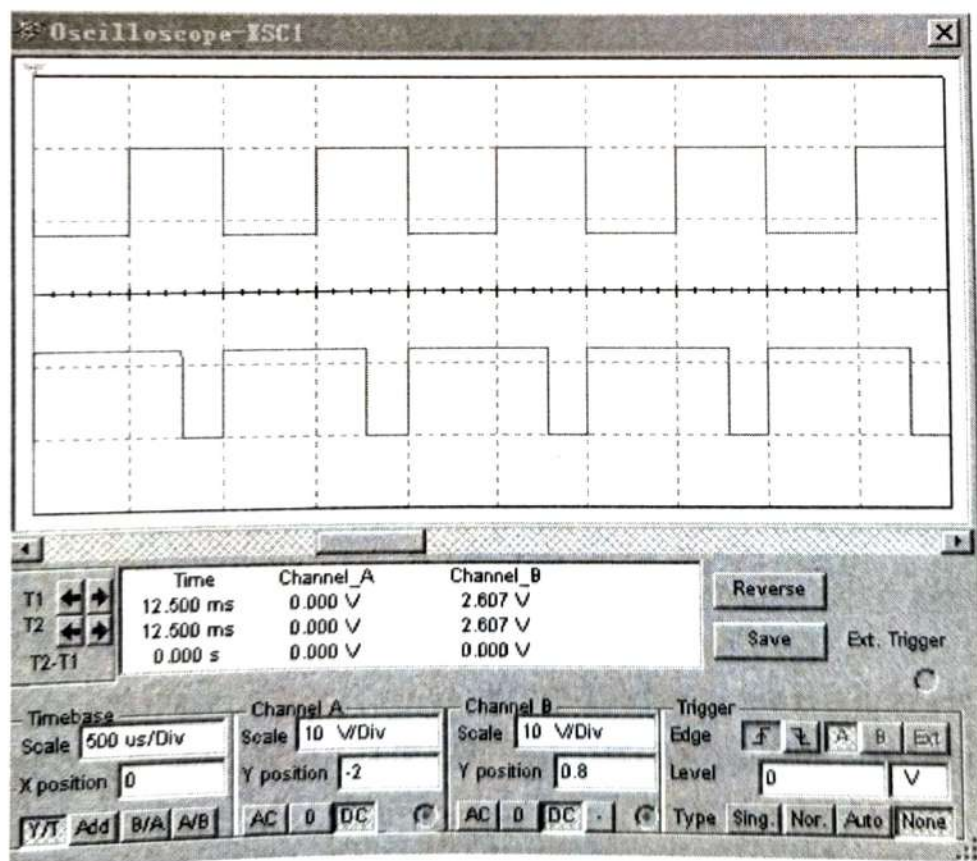 Oscilloscope-XSC1
Time Channel_A Channel_B
T1 12.500 ms 0.000 V 2.607 V
T2 12.500 ms 0.000 V 2.607 V
T2-T1 0.000 s 0.000 V 0.000 V
Reverse
Save
Ext. Trigger
Timebase
Scale 500 us/Div
X position 0
Y/T Add B/A A/B
Channel A
Scale 10 V/Div
Y position -2
AC 0 DC
Channel B
Scale 10 V/Div
Y position 0.8
AC 0 DC -
Trigger
Edge A B Ext
Level 0 V
Type Sing. Nor. Auto None